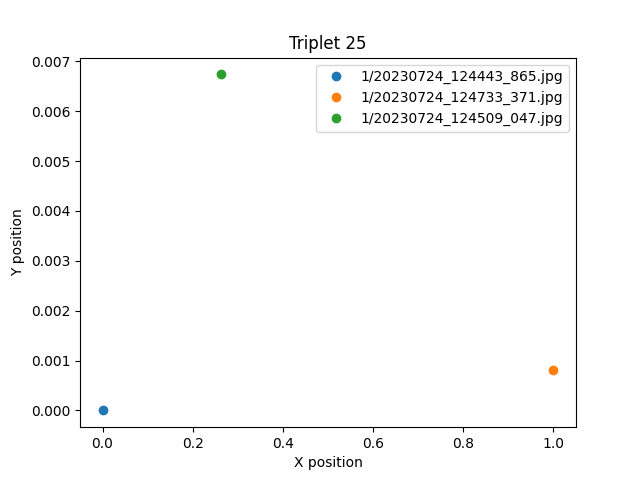 Triplet 25
1/20230724_124443_865.jpg
1/20230724_124733_371.jpg
1/20230724_124509_047.jpg
0.007
0.006
0.005
0.004
0.003
0.002
0.001
0.000
Y position
0.0 0.2 0.4 0.6 0.8 1.0
X position